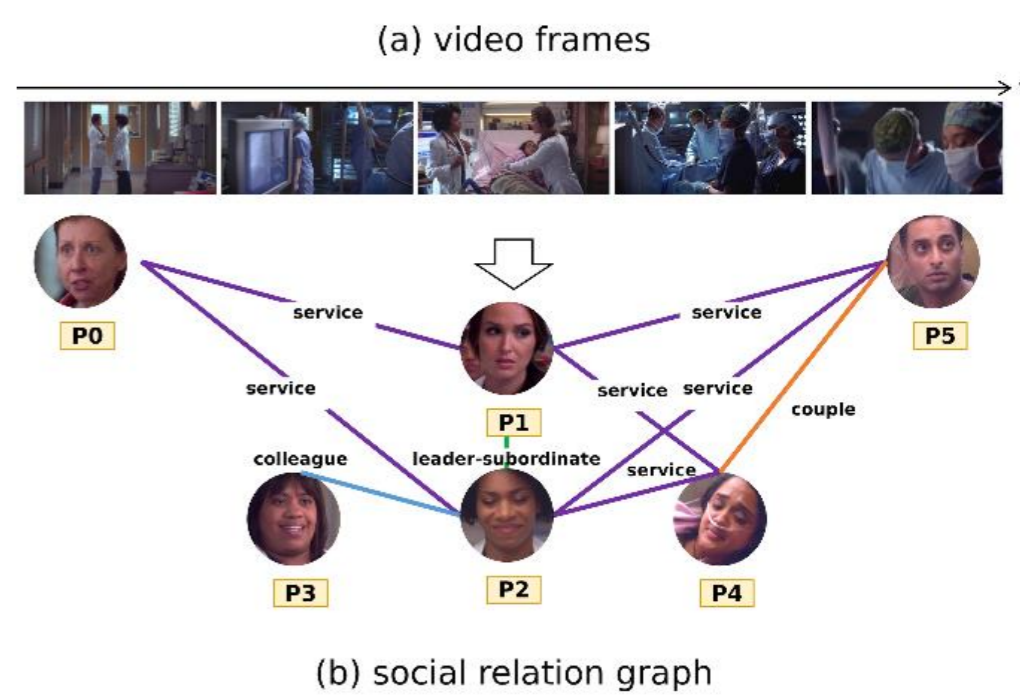 (a) video frames
service
service
P0
P1
P5
service
service
service
couple
colleague
leader-subordinate
service
P3
P2
P4
(b) social relation graph